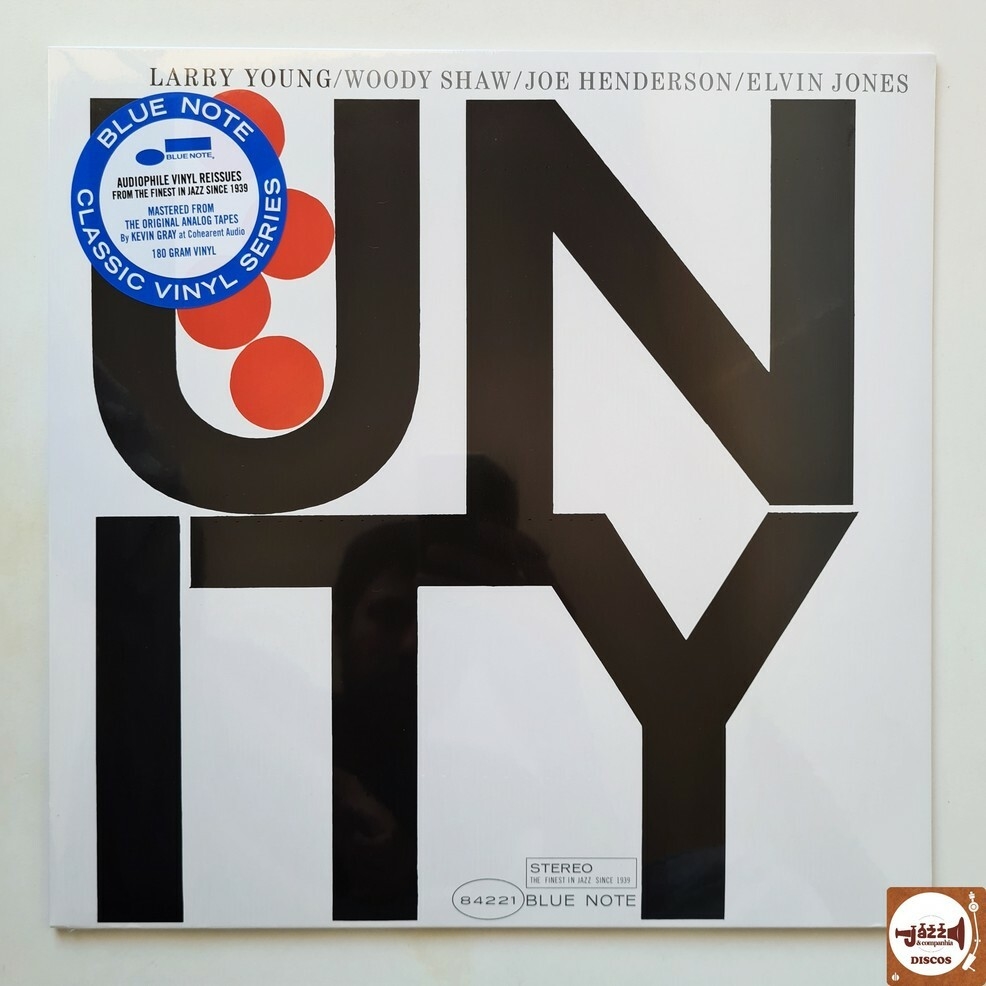 LARRY YOUNG/WOODY SHAW/JOE HENDERSON/ELVIN JONES
BLUE NOTE
BLUE NOTE
AUDIOPHILE VINYL REISSUES
FROM THE FINEST IN JAZZ SINCE 1939
MASTERED FROM
THE ORIGINAL ANALOG TAPES
By KEVIN GRAY at Cohearent Audio
180 GRAM VINYL
CLASSIC VINYL SERIES
UN
ITY
STEREO
THE FINEST IN JAZZ SINCE 1939
84221 BLUE NOTE
Jazz
& companhia
DISCOS